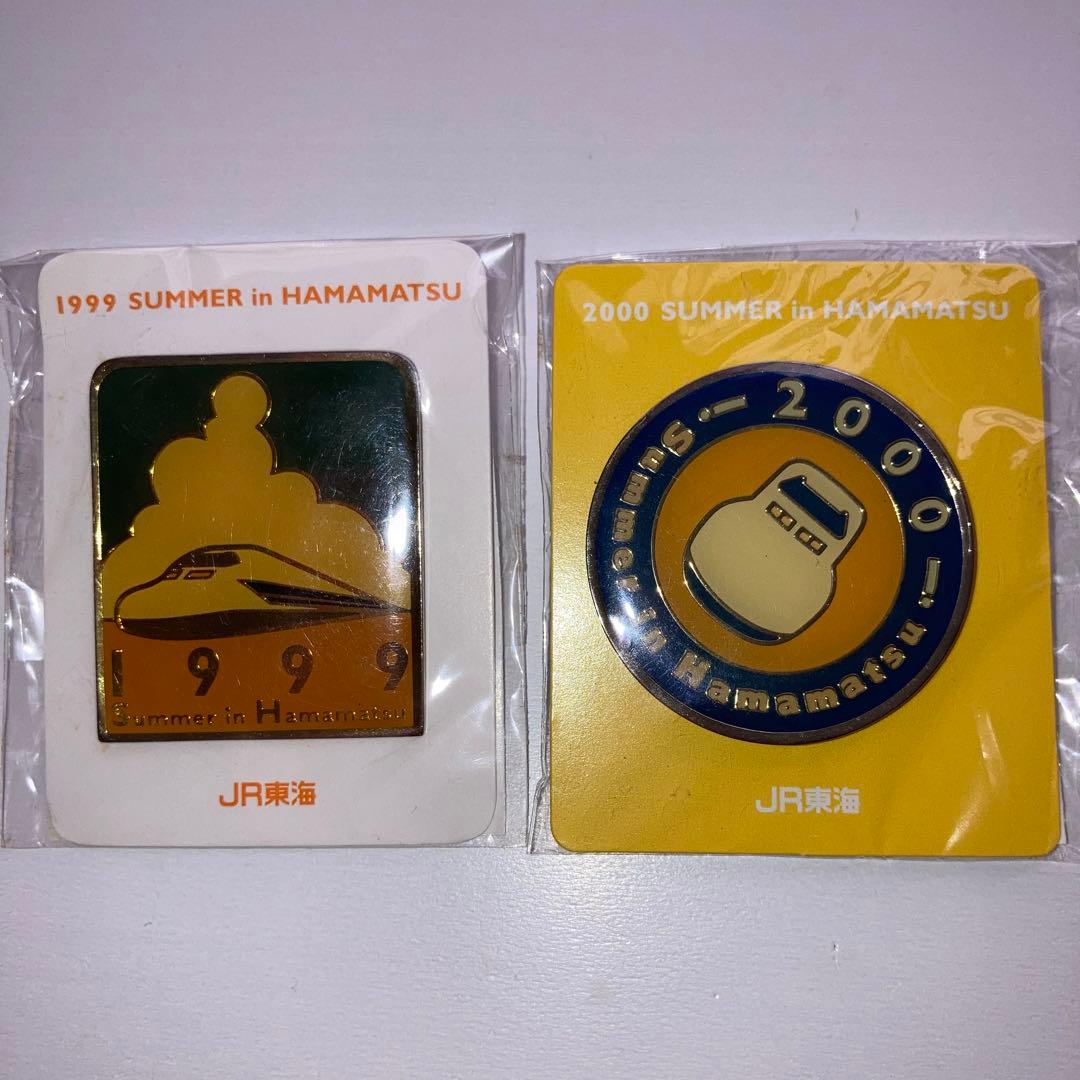 1999 SUMMER in HAMAMATSU
1999
Summer in Hamamatsu
JR東海
2000 SUMMER in HAMAMATSU
2000
Summer in Hamamatsu
JR東海